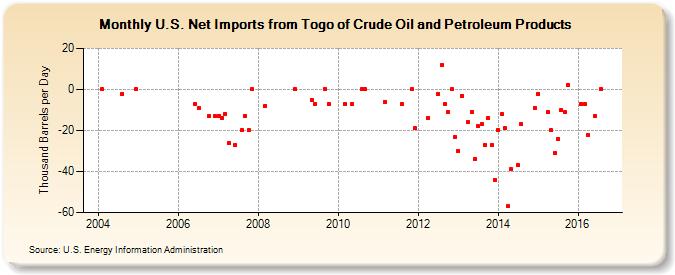 Monthly U.S. Net Imports from Togo of Crude Oil and Petroleum Products
Thousand Barrels per Day
20
0
-20
-40
-60
2004 2006 2008 2010 2012 2014 2016
Source: U.S. Energy Information Administration